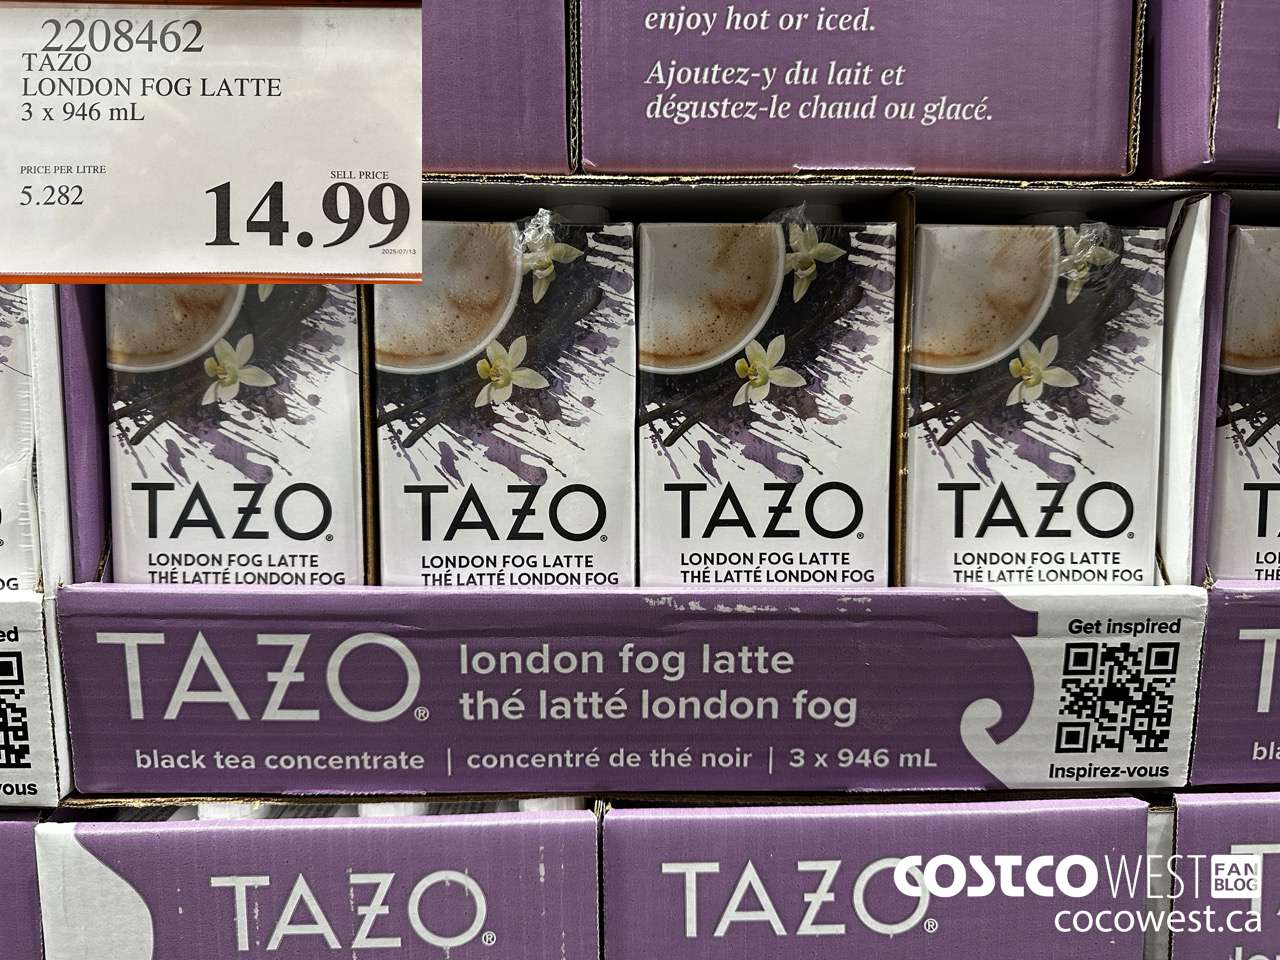 2208462
TAZO
LONDON FOG LATTE
3 x 946 mL
PRICE PER LITRE
5.282
SELL PRICE
14.99
2025/07/13
enjoy hot or iced.
Ajoutez-y du lait et
dégustez-le chaud ou glacé.
TAZO®
LONDON FOG LATTE
THÉ LATTÉ LONDON FOG
TAZO®
LONDON FOG LATTE
THÉ LATTÉ LONDON FOG
TAZO®
LONDON FOG LATTE
THÉ LATTÉ LONDON FOG
TAZO®
LONDON FOG LATTE
THÉ LATTÉ LONDON FOG
TAZO®
london fog latte
thé latté london fog
black tea concentrate | concentré de thé noir | 3 x 946 mL
Get inspired
Inspirez-vous
TAZO®
TAZO®
COSTCO WEST FAN BLOG
cocowest.ca